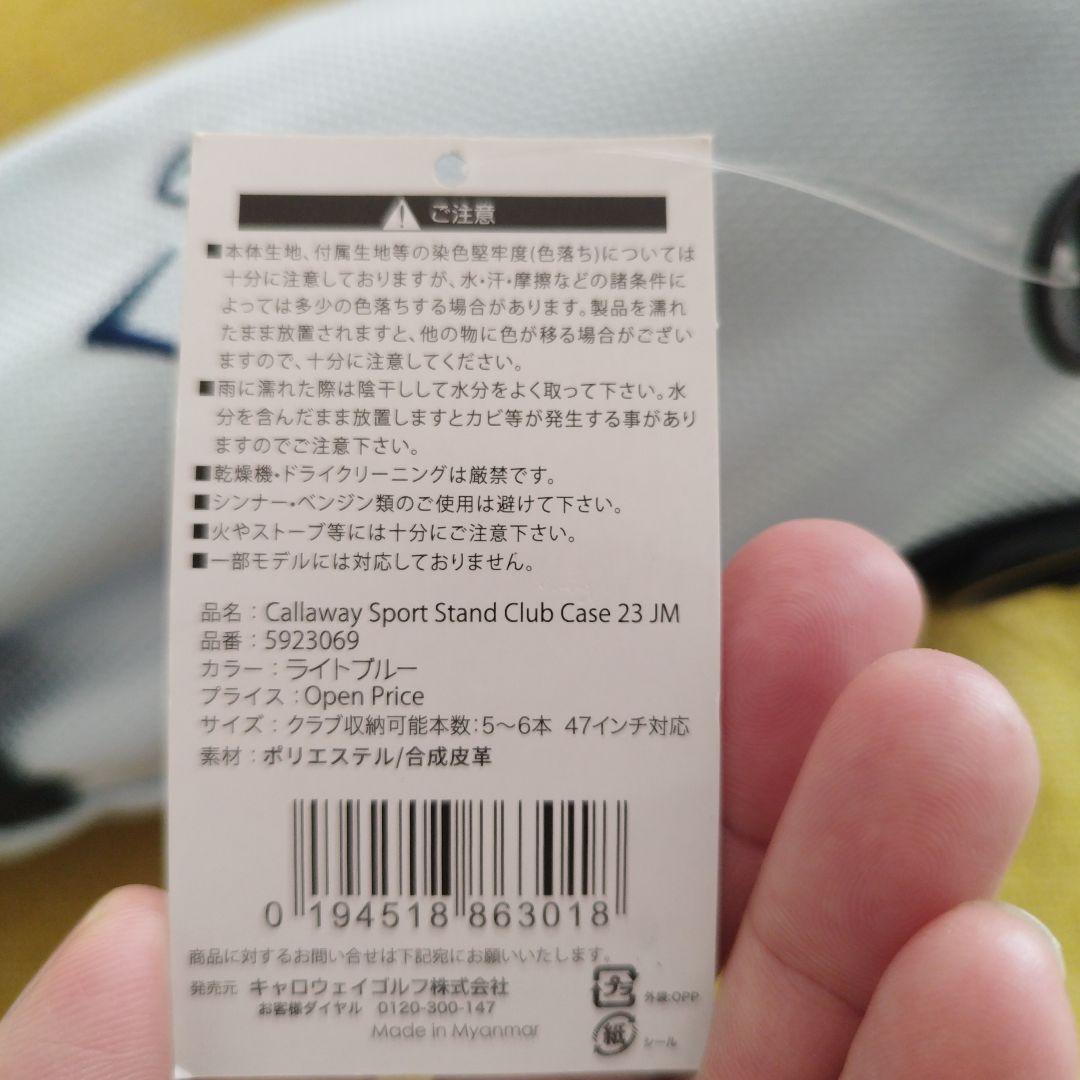 ご注意
■本体生地、付属生地等の染色堅牢度(色落ち)については
十分に注意しておりますが、水・汗・摩擦などの諸条件に
よっては多少の色落ちする場合があります。製品を濡れ
たまま放置されますと、他の物に色が移る場合がござい
ますので、十分に注意してください。
■雨に濡れた際は陰干しして水分をよく取って下さい。水
分を含んだまま放置しますとカビ等が発生する事があり
ますのでご注意下さい。
■乾燥機・ドライクリーニングは厳禁です。
■シンナー・ベンジン類のご使用は避けて下さい。
■火やストーブ等には十分にご注意下さい。
■一部モデルには対応しておりません。
品名：Callaway Sport Stand Club Case 23 JM
品番：5923069
カラー：ライトブルー
プライス：Open Price
サイズ：クラブ収納可能本数：5～6本 47インチ対応
素材：ポリエステル/合成皮革
0 194518 863018
商品に対するお問い合せは下記宛にお願いいたします。
発売元 キャロウェイゴルフ株式会社
お客様ダイヤル 0120-300-147
Made in Myanmar
プラ 外装:OPP
紙 シール